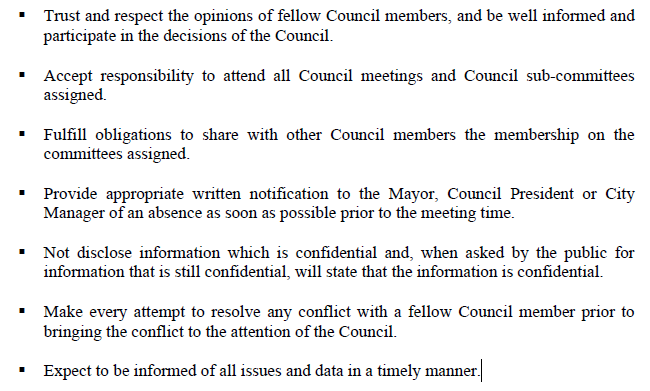 ▪ Trust and respect the opinions of fellow Council members, and be well informed and
participate in the decisions of the Council.
▪ Accept responsibility to attend all Council meetings and Council sub-committees
assigned.
▪ Fulfill obligations to share with other Council members the membership on the
committees assigned.
▪ Provide appropriate written notification to the Mayor, Council President or City
Manager of an absence as soon as possible prior to the meeting time.
▪ Not disclose information which is confidential and, when asked by the public for
information that is still confidential, will state that the information is confidential.
▪ Make every attempt to resolve any conflict with a fellow Council member prior to
bringing the conflict to the attention of the Council.
▪ Expect to be informed of all issues and data in a timely manner.